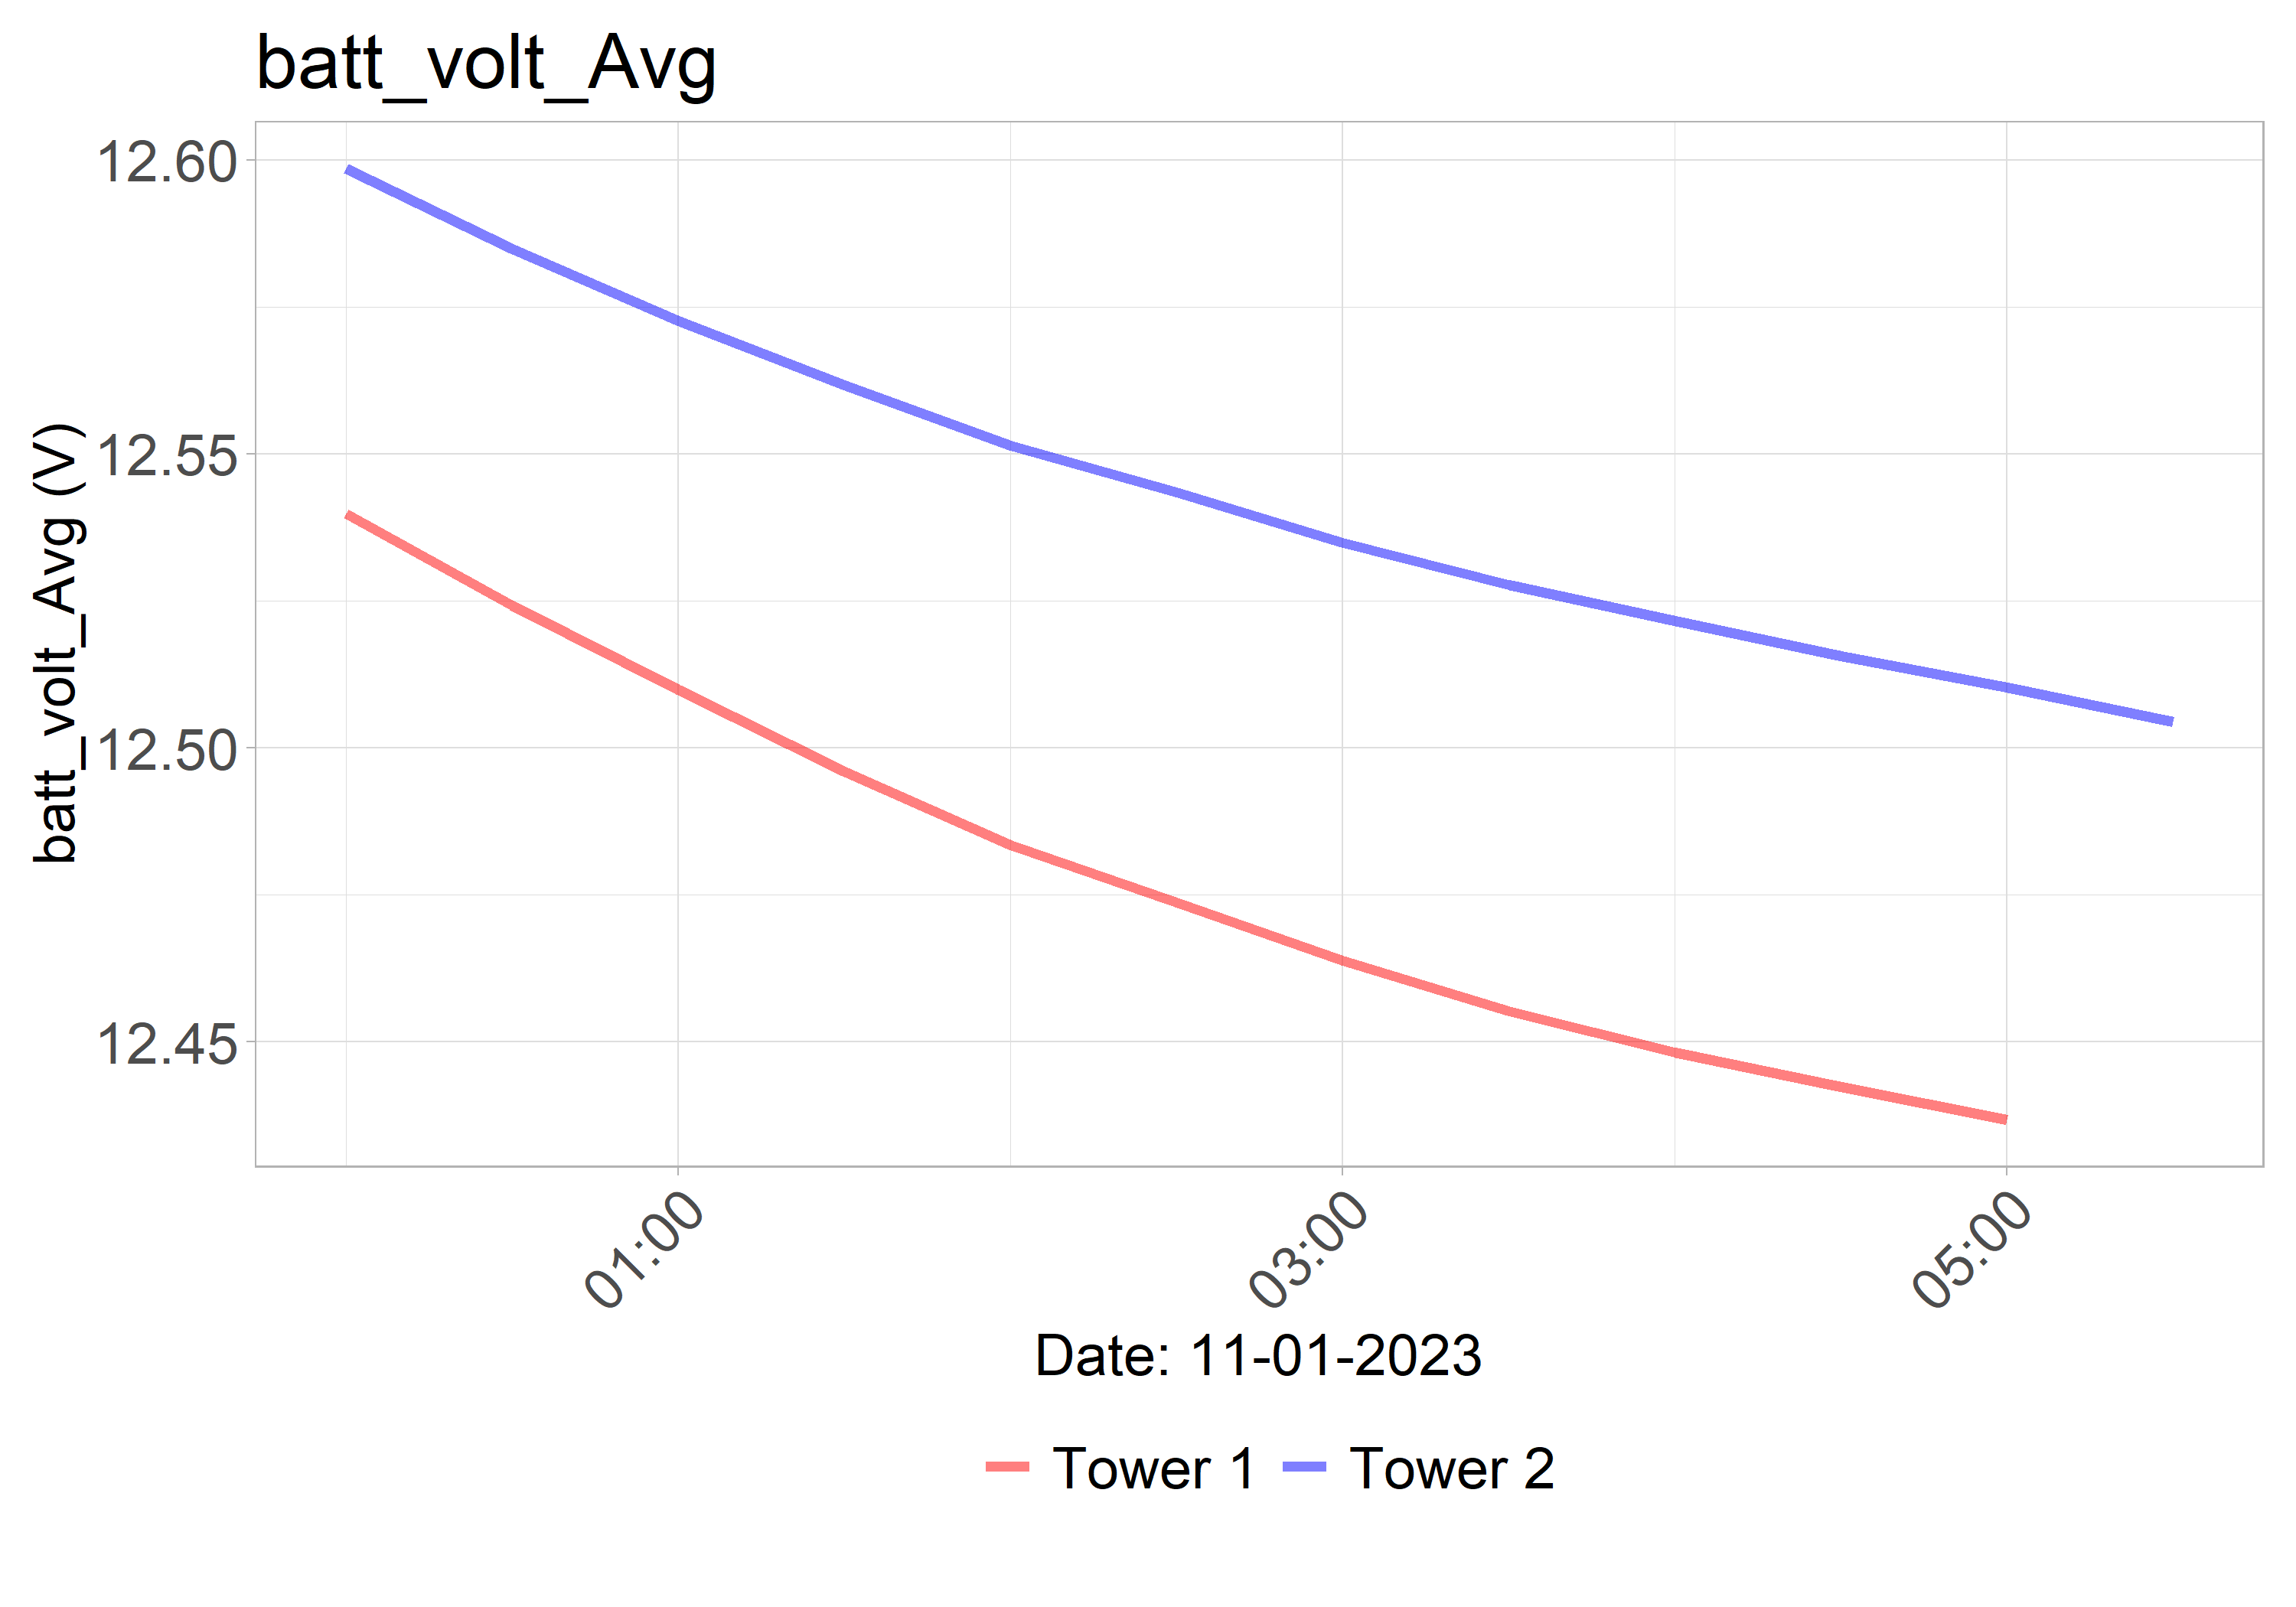 batt_volt_Avg
batt_volt_Avg (V)
12.60
12.55
12.50
12.45
01:00
03:00
05:00
Date: 11-01-2023
Tower 1
Tower 2